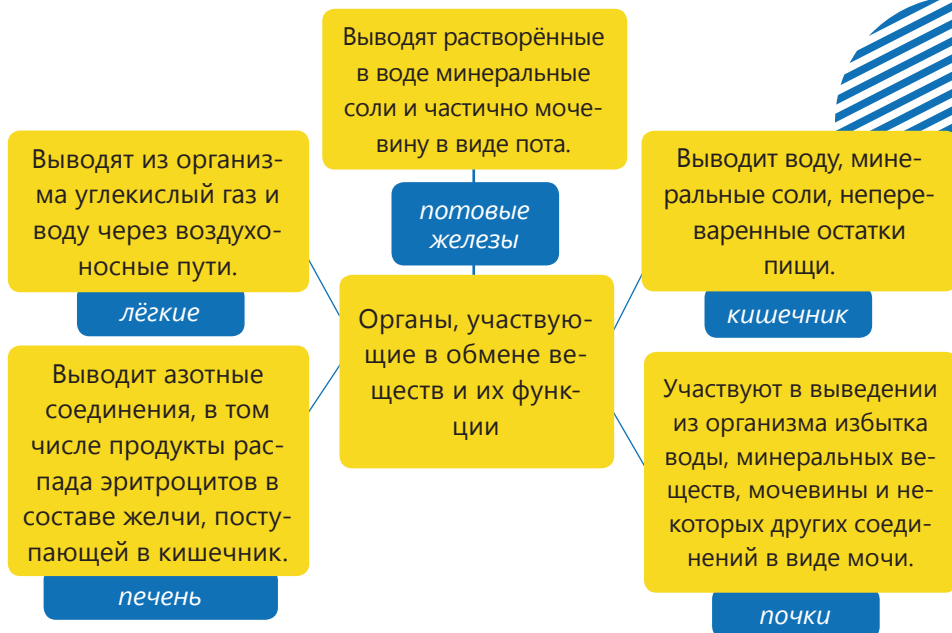 Выводят растворённые
в воде минеральные
соли и частично моче-
вину в виде пота.
потовые
железы
Выводят из организ-
ма углекислый газ и
воду через воздухо-
носные пути.
лёгкие
Выводит воду, мине-
ральные соли, непере-
варенные остатки
пищи.
кишечник
Органы, участвую-
щие в обмене ве-
ществ и их функ-
ции
Выводит азотные
соединения, в том
числе продукты рас-
пада эритроцитов в
составе желчи, посту-
пающей в кишечник.
печень
Участвуют в выведении
из организма избытка
воды, минеральных ве-
ществ, мочевины и не-
которых других соеди-
нений в виде мочи.
почки